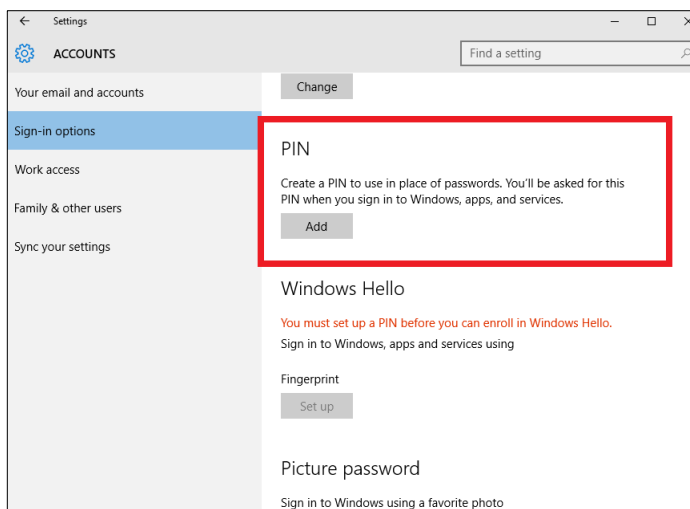 Settings
ACCOUNTS
Find a setting
Your email and accounts
Sign-in options
Work access
Family & other users
Sync your settings
Change
PIN
Create a PIN to use in place of passwords. You'll be asked for this
PIN when you sign in to Windows, apps, and services.
Add
Windows Hello
You must set up a PIN before you can enroll in Windows Hello.
Sign in to Windows, apps and services using
Fingerprint
Set up
Picture password
Sign in to Windows using a favorite photo